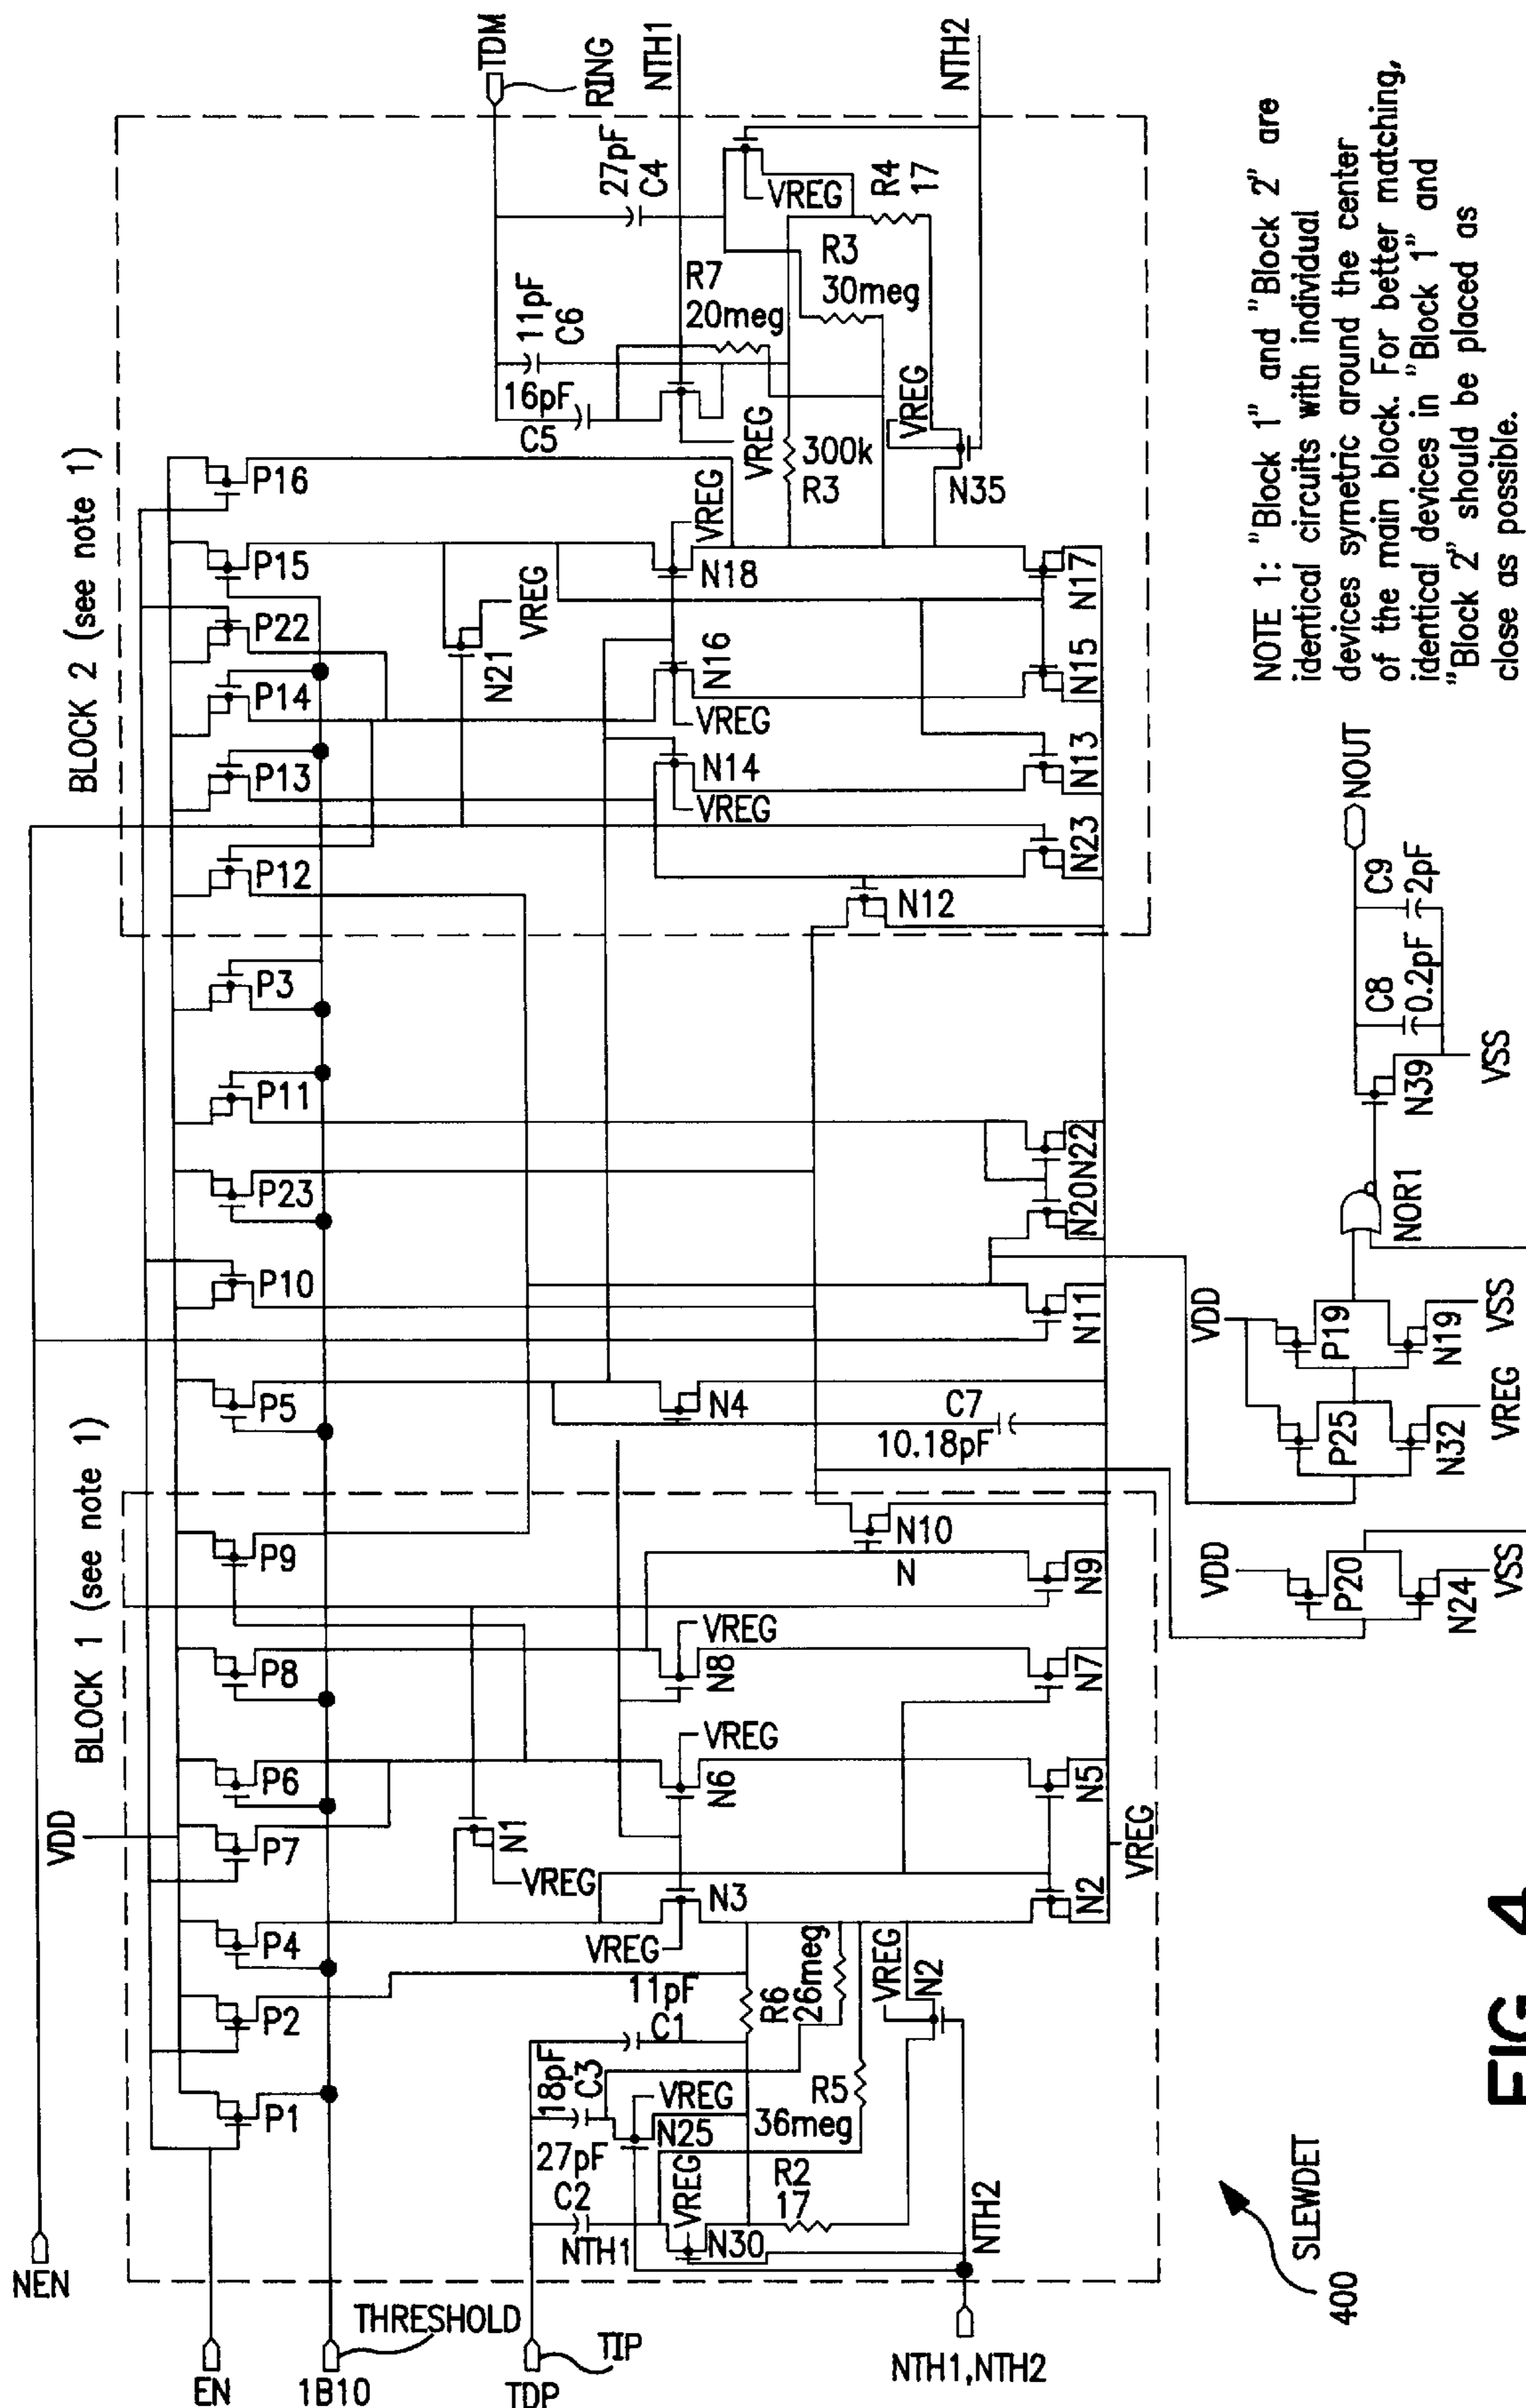 BLOCK 1 (see note 1)
BLOCK 2 (see note 1)
NEN
EN
THRESHOLD
1B10
TIP
TDP
NTH1,NTH2
VDD
P1
P2
P4
P7
P6
P8
P9
P5
P10
P23
P11
P3
P12
P13
P14
P22
P15
P16
TDM
RING
NTH1
NTH2
27pF
C4
11pF
C6
16pF
C5
R7
20meg
R3
30meg
R4
17
VREG
VREG
VREG
300k
R3
N35
N21
VREG
N18
VREG
N16
VREG
N14
VREG
N17
N15
N13
N23
N12
N20
N22
N11
N4
C7
10.18pF
N10
N
N9
N8
VREG
N7
N6
VREG
N5
N1
VREG
N3
VREG
N2
VREG
11pF
C1
18pF
C3
27pF
C2
NTH1
VREG
N25
VREG
N30
R6
26meg
R5
36meg
R2
17
VREG
N2
NTH2
VDD
P20
N24
VSS
VDD
P25
N32
VREG
P19
N19
VSS
NOR1
N39
VSS
C8
0.2pF
C9
2pF
NOUT
NOTE 1: "Block 1" and "Block 2" are
identical circuits with individual
devices symetric around the center
of the main block. For better matching,
identical devices in "Block 1" and
"Block 2" should be placed as
close as possible.
SLEWDET
400
FIG. 4